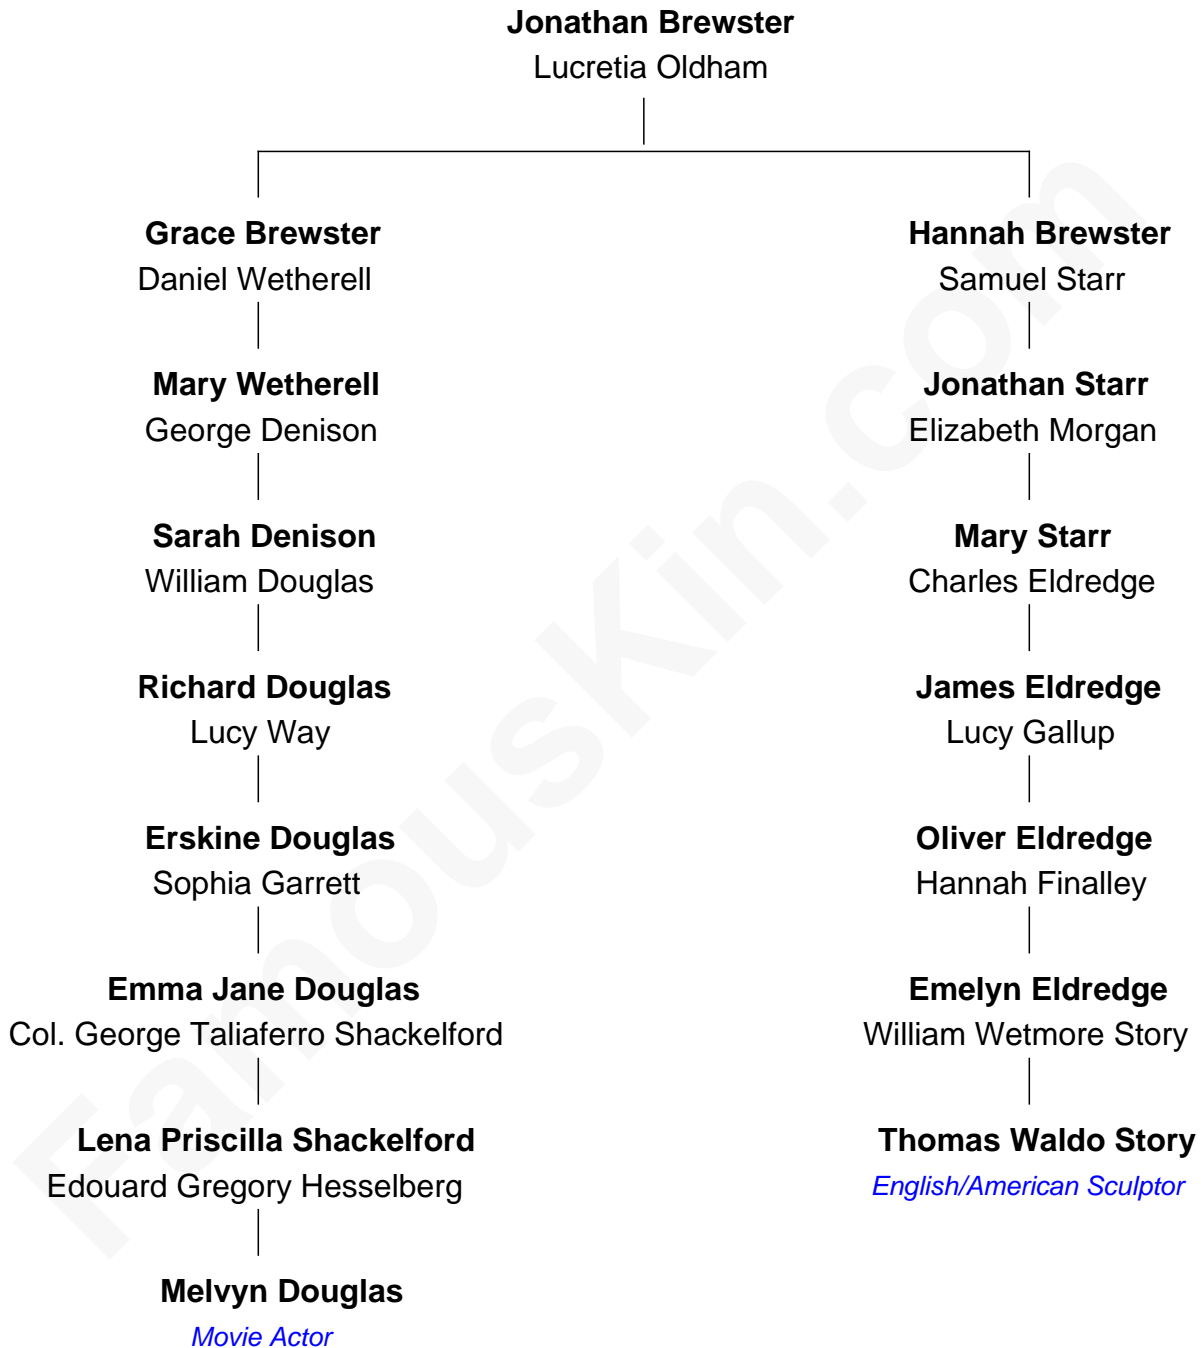 Jonathan Brewster
Lucretia Oldham
Grace Brewster
Daniel Wetherell
Hannah Brewster
Samuel Starr
Mary Wetherell
George Denison
Jonathan Starr
Elizabeth Morgan
Sarah Denison
William Douglas
Mary Starr
Charles Eldredge
Richard Douglas
Lucy Way
James Eldredge
Lucy Gallup
Erskine Douglas
Sophia Garrett
Oliver Eldredge
Hannah Finalley
Emma Jane Douglas
Col. George Taliaferro Shackelford
Emelyn Eldredge
William Wetmore Story
Lena Priscilla Shackelford
Edouard Gregory Hesselberg
Thomas Waldo Story
English/American Sculptor
Melvyn Douglas
Movie Actor
FamousKin.com